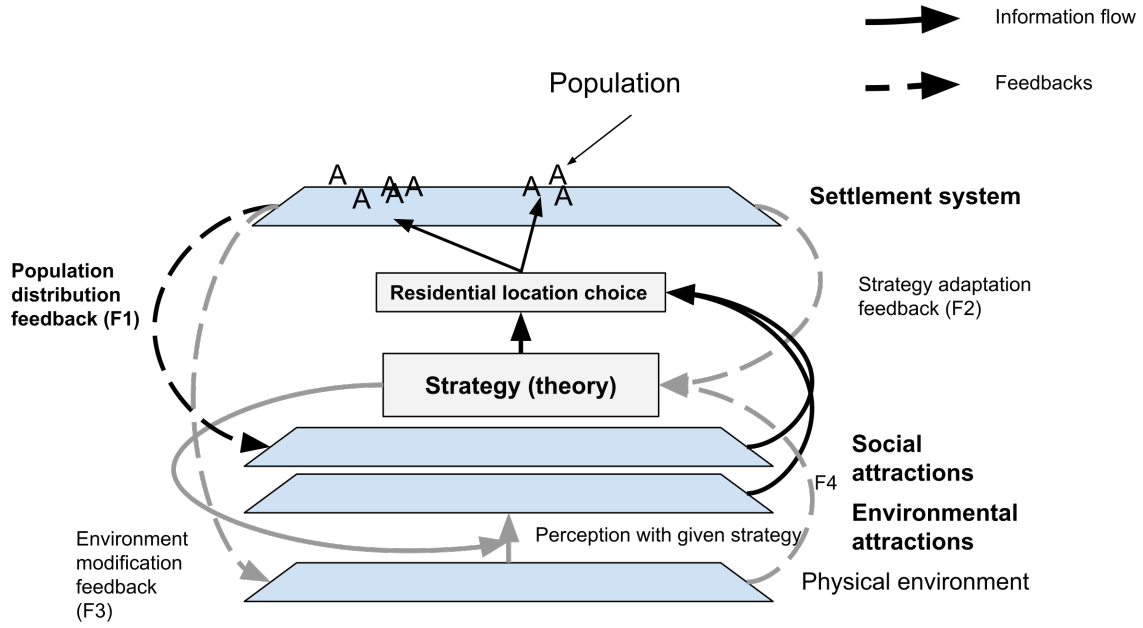 Information flow
Feedbacks
Population
A
A
A
A
A
A
A
A
A
Settlement system
Population
distribution
feedback (F1)
Residential location choice
Strategy adaptation
feedback (F2)
Strategy (theory)
Social
attractions
F4
Environmental
attractions
Perception with given strategy
Environment
modification
feedback
(F3)
Physical environment